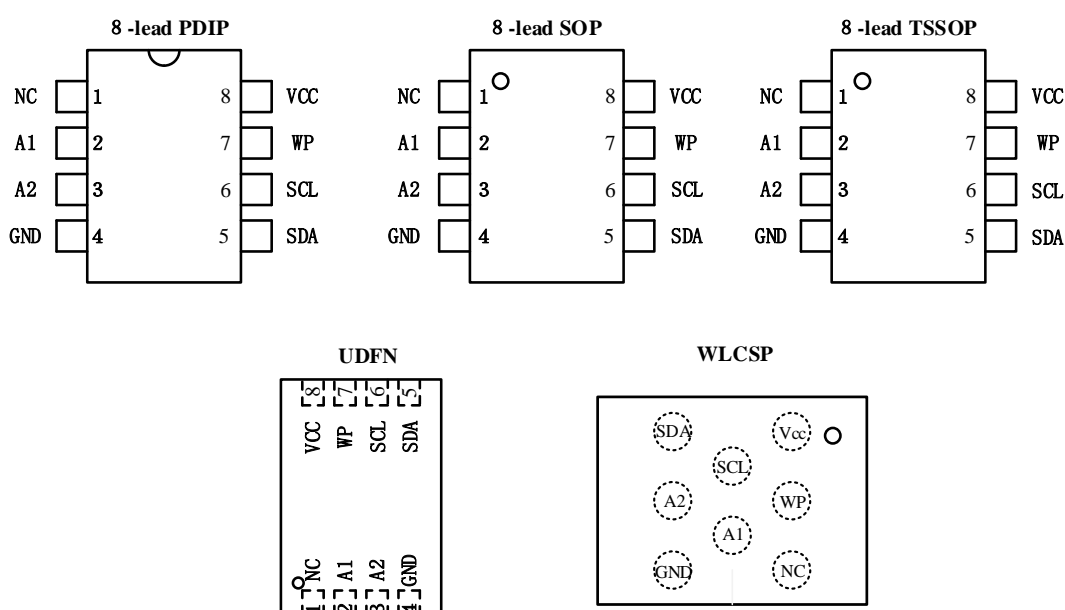 8 -lead PDIP
NC 1 8 VCC
A1 2 7 WP
A2 3 6 SCL
GND 4 5 SDA
8 -lead SOP
NC 1 8 VCC
A1 2 7 WP
A2 3 6 SCL
GND 4 5 SDA
8 -lead TSSOP
NC 1 8 VCC
A1 2 7 WP
A2 3 6 SCL
GND 4 5 SDA
UDFN
8 7 6 5
VCC WP SCL SDA
NC A1 A2 GND
1 2 3 4
WLCSP
SDA Vcc
SCL
A2 WP
A1
GND NC